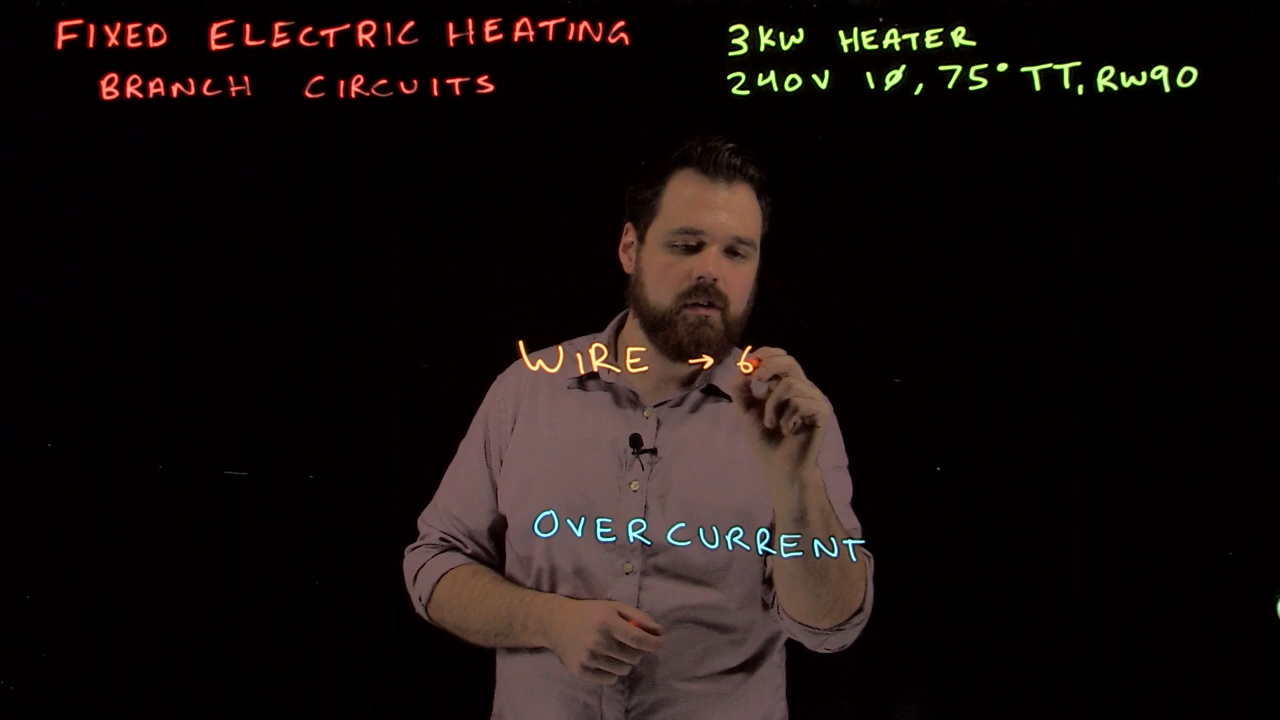 FIXED ELECTRIC HEATING
BRANCH CIRCUITS
3KW HEATER
240V 1ø, 75° TT, RW90
WIRE → 6
OVERCURRENT